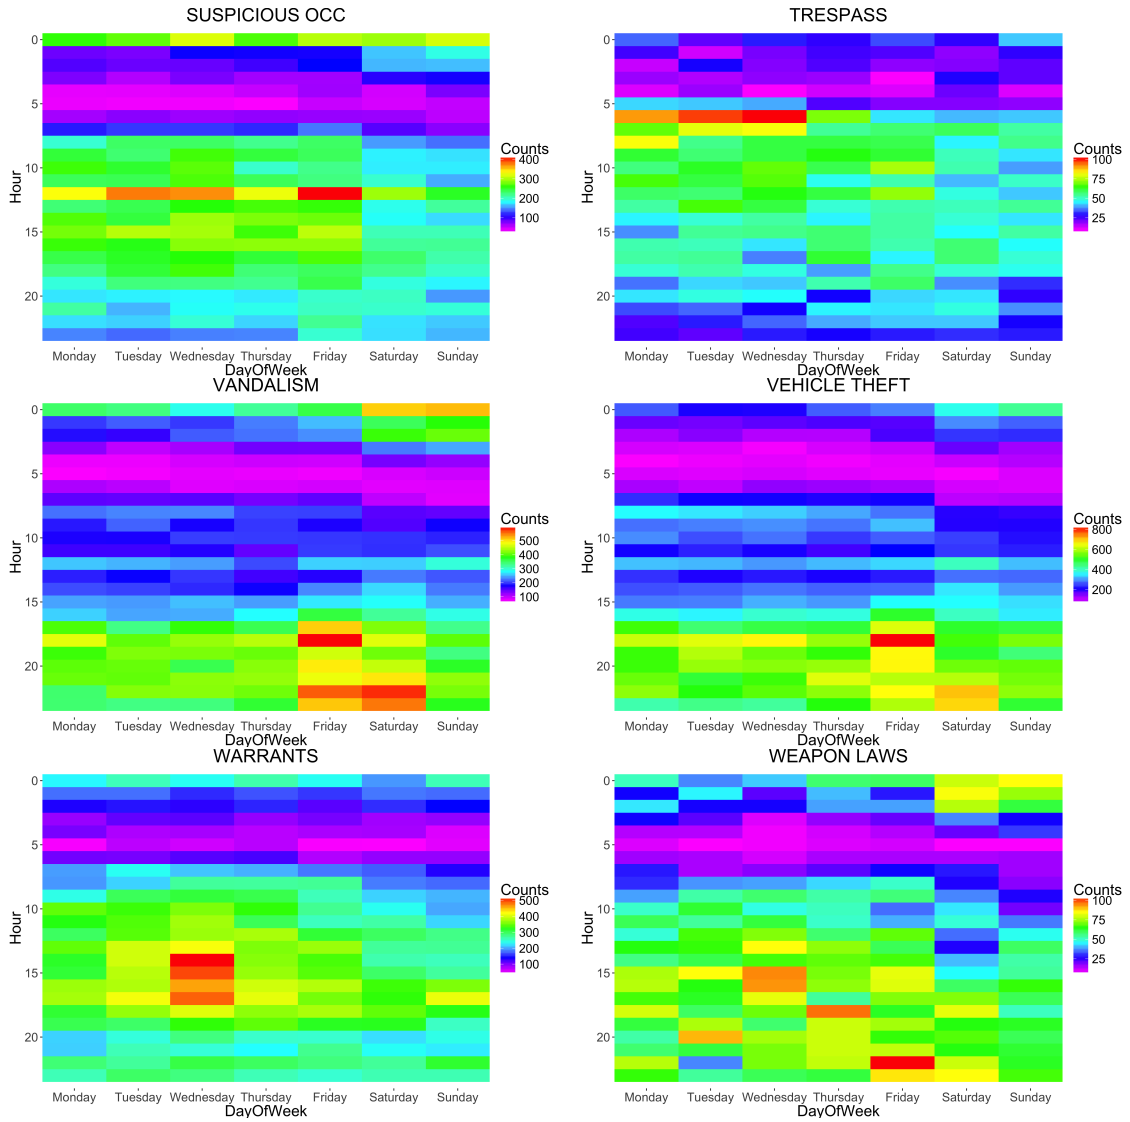 SUSPICIOUS OCC
0
5
10
15
20
Hour
Monday Tuesday Wednesday Thursday Friday Saturday Sunday
DayOfWeek
Counts
400
300
200
100
TRESPASS
0
5
10
15
20
Hour
Monday Tuesday Wednesday Thursday Friday Saturday Sunday
DayOfWeek
Counts
100
75
50
25
VANDALISM
0
5
10
15
20
Hour
Monday Tuesday Wednesday Thursday Friday Saturday Sunday
DayOfWeek
Counts
500
400
300
200
100
VEHICLE THEFT
0
5
10
15
20
Hour
Monday Tuesday Wednesday Thursday Friday Saturday Sunday
DayOfWeek
Counts
800
600
400
200
WARRANTS
0
5
10
15
20
Hour
Monday Tuesday Wednesday Thursday Friday Saturday Sunday
DayOfWeek
Counts
500
400
300
200
100
WEAPON LAWS
0
5
10
15
20
Hour
Monday Tuesday Wednesday Thursday Friday Saturday Sunday
DayOfWeek
Counts
100
75
50
25